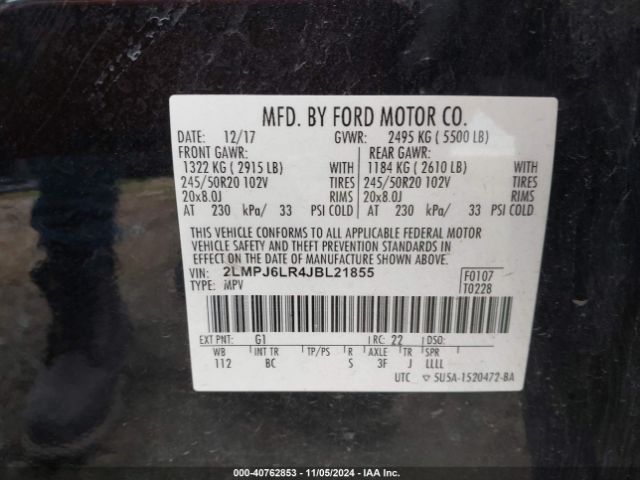 MFD. BY FORD MOTOR CO.
DATE: 12/17 GVWR: 2495 KG ( 5500 LB)
FRONT GAWR: REAR GAWR:
1322 KG ( 2915 LB) WITH 1184 KG ( 2610 LB) WITH
245/50R20 102V TIRES 245/50R20 102V TIRES
20x8.0J RIMS 20x8.0J RIMS
AT 230 kPa/ 33 PSI COLD AT 230 kPa/ 33 PSI COLD
THIS VEHICLE CONFORMS TO ALL APPLICABLE FEDERAL MOTOR
VEHICLE SAFETY AND THEFT PREVENTION STANDARDS IN
EFFECT ON THE DATE OF MANUFACTURE SHOWN ABOVE.
VIN: 2LMPJ6LR4JBL21855 F0107
TYPE: MPV T0228
EXT PNT: G1 RC: 22 DSO:
WB INT TR TP/PS R AXLE TR SPR
112 BC S 3F J LLLL
UTC ▽ 5U5A-1520472-BA
00-40762853 - 11/05/2024 - IAA Inc.